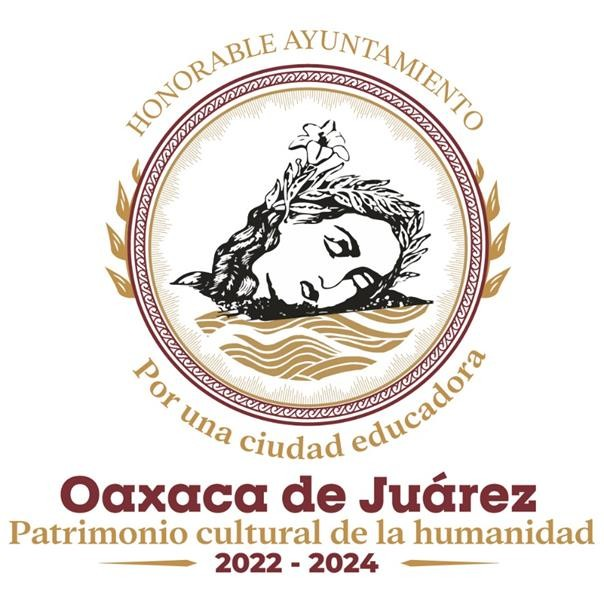 HONORABLE AYUNTAMIENTO
Por una ciudad educadora
Oaxaca de Juárez
Patrimonio cultural de la humanidad
2022 - 2024